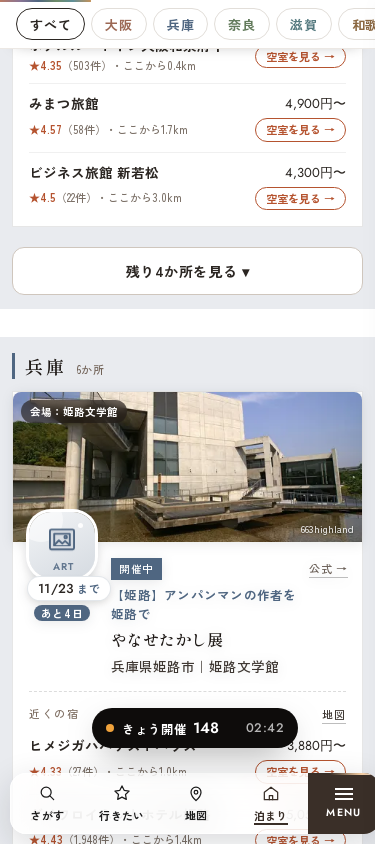 すべて
大阪
兵庫
奈良
滋賀
★4.35（503件）・ここから0.4km
空室を見る →
みまつ旅館
4,900円〜
★4.57（58件）・ここから1.7km
空室を見る →
ビジネス旅館 新若松
4,300円〜
★4.5（22件）・ここから3.0km
空室を見る →
残り4か所を見る ▾
兵庫 6か所
会場：姫路文学館
663highland
ART
11/23 まで
あと4日
開催中
公式 →
【姫路】アンパンマンの作者を
姫路で
やなせたかし展
兵庫県姫路市｜姫路文学館
近くの宿
地図
きょう開催 148 02:42
3,880円〜
★4.33（27件）・ここから1.0km
空室を見る →
さがす
行きたい
地図
泊まり
MENU
★4.43（1,948件）・ここから1.4km
空室を見る →